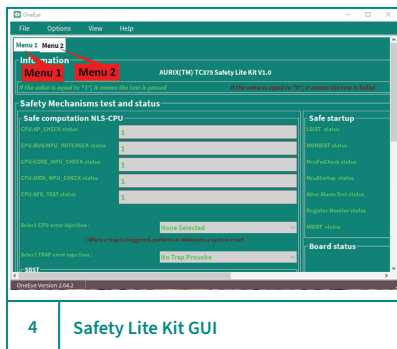 OneEye
File Options View Help
Menu 1 Menu 2
Information
Menu 1 Menu 2
AURIX(TM) TC375 Safety Lite Kit V1.0
If the value is equal to "1", it means the test is passed
If the value is equal to "0", it means the test is failed
Safety Mechanisms test and status
Safe computation NLS-CPU
Safe startup
CPU:AP_CHECK status
1
LBIST status
CPU:BUS.MPU_INITCHECK status
1
MONBIST status
CPU:CODE_MPU_CHECK status
1
McuFwCheck status
CPU:DATA_MPU_CHECK status
1
McuStartup status
CPU:SFR_TEST status
1
Alive Alarm Test status
Register Monitor status
Select CPU error injection :
None Selected
MBIST status
! When a trap is triggered, perform at minimum a system reset
Board status
Select TRAP error injection :
No Trap Provoke
SBST
OneEye Version 2.64.2
4 Safety Lite Kit GUI